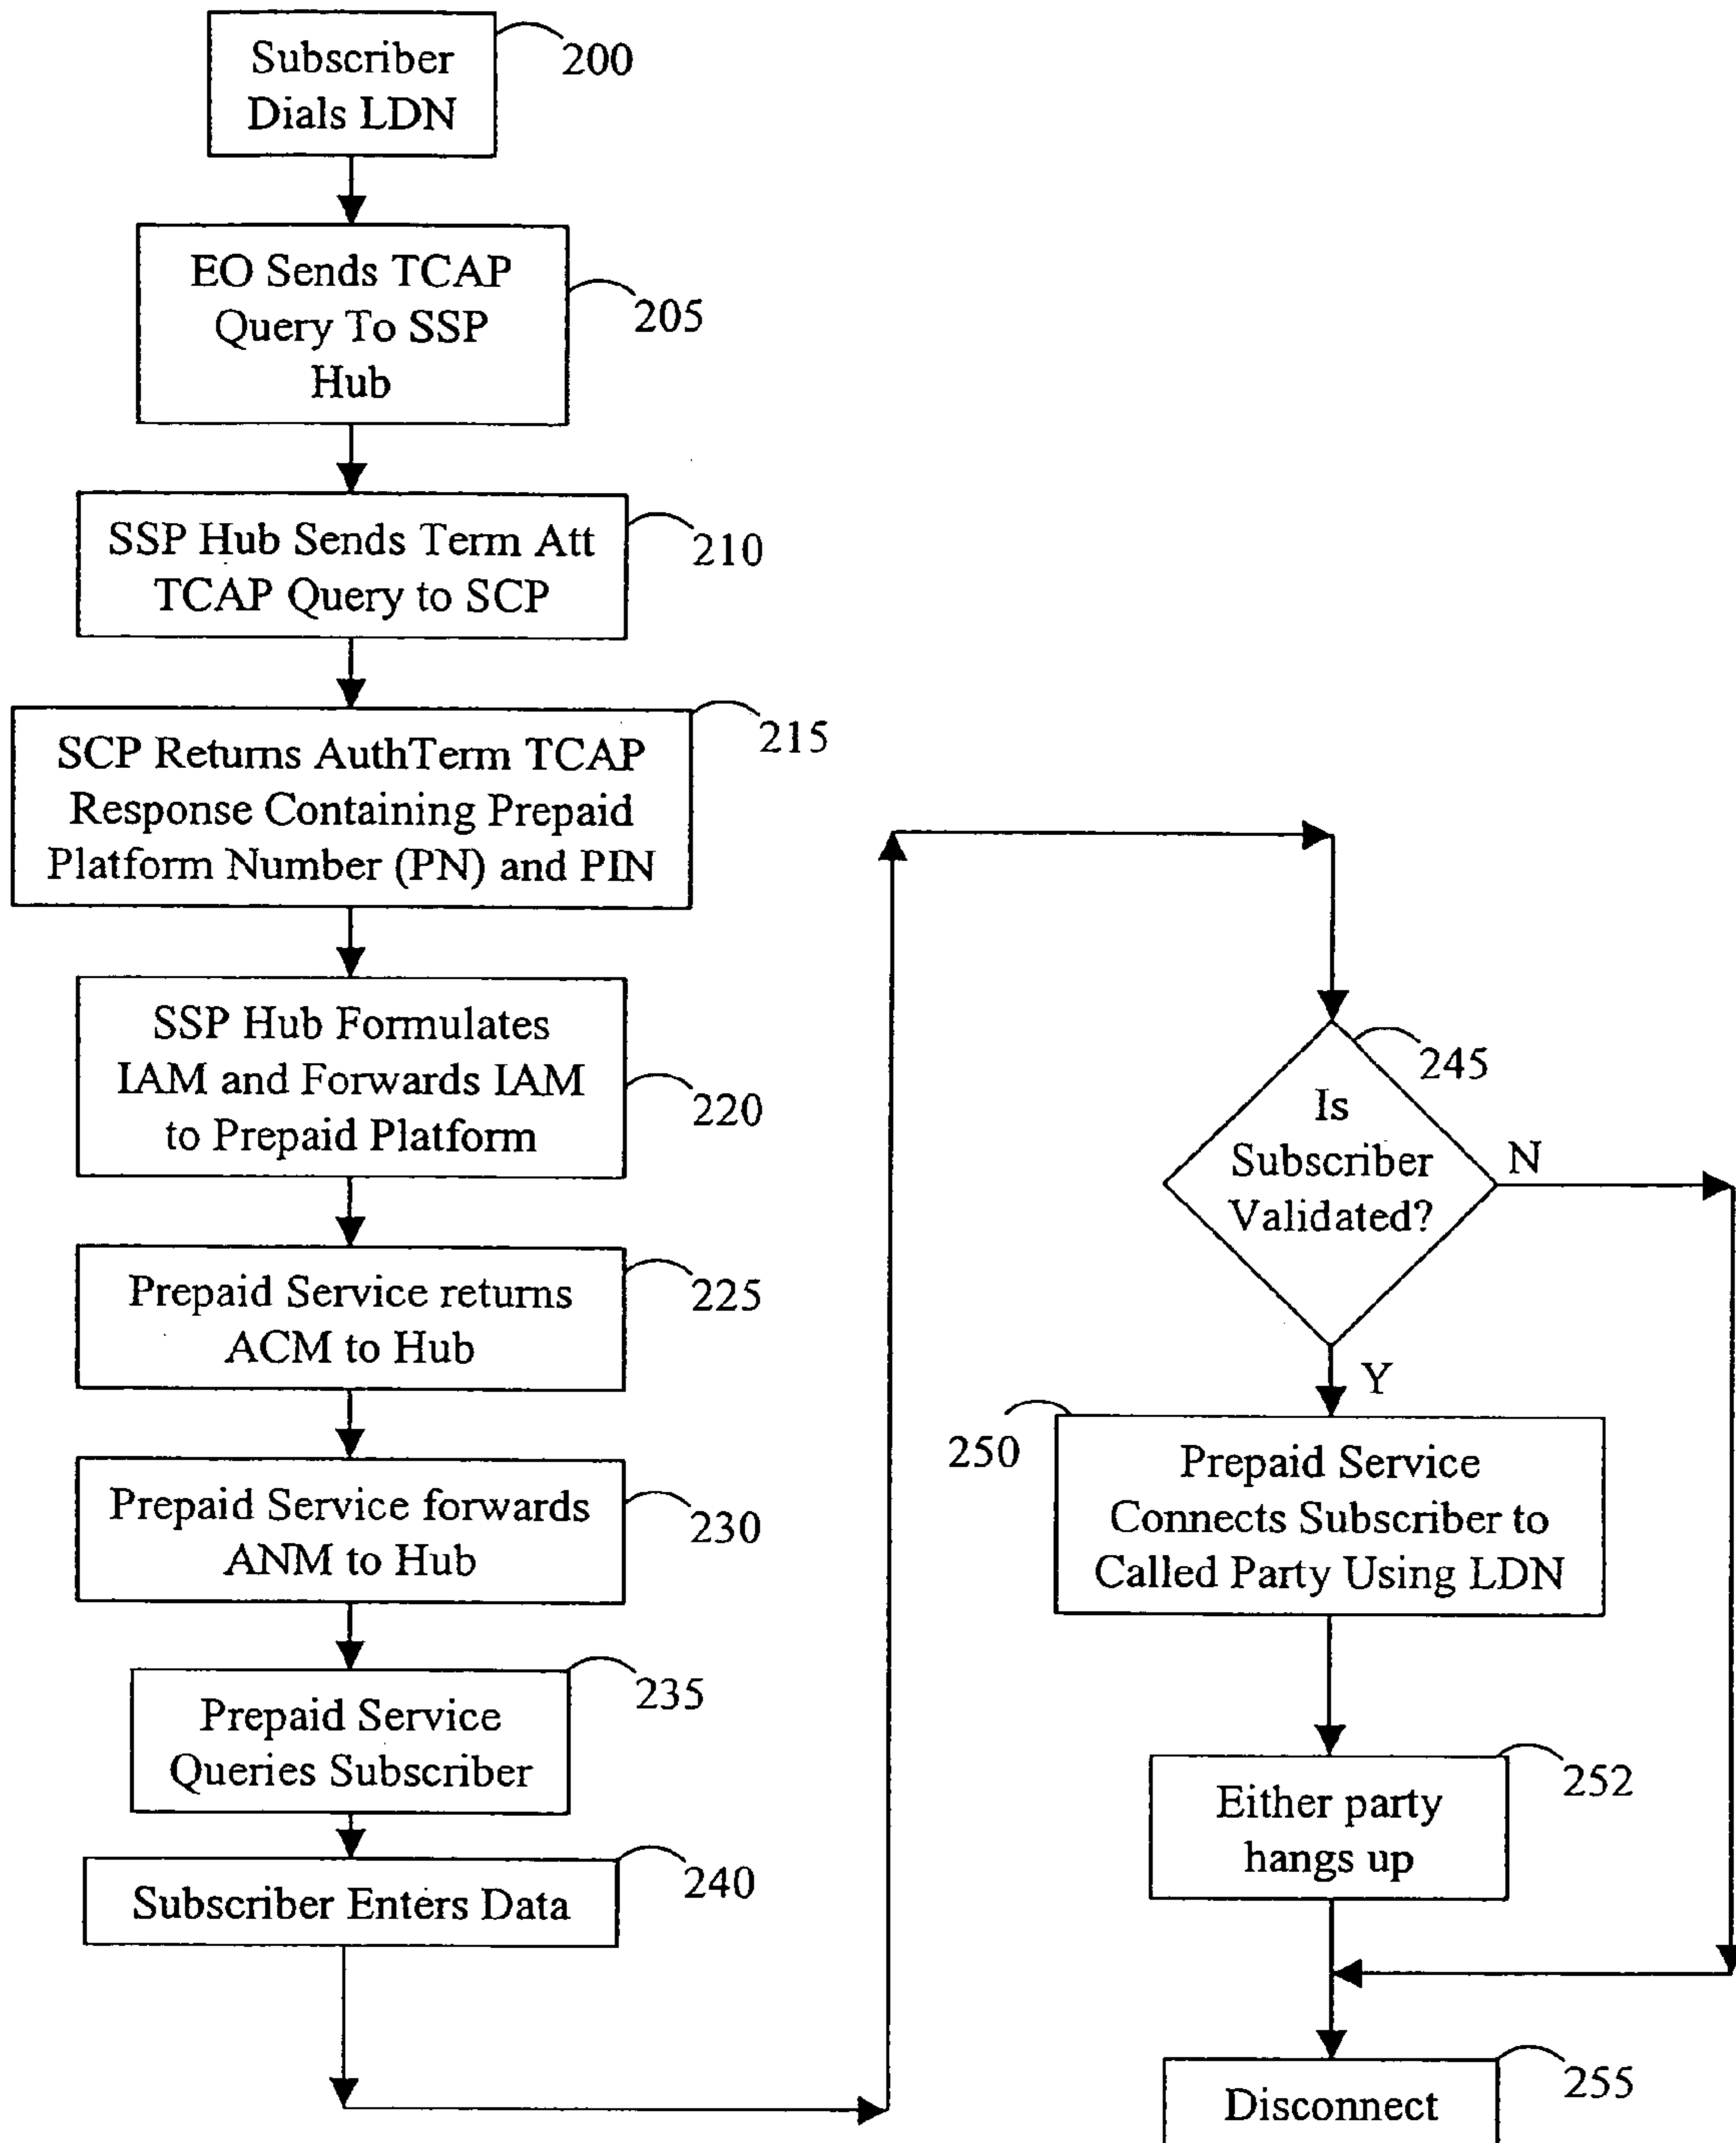 Subscriber
Dials LDN
200
EO Sends TCAP
Query To SSP
Hub
205
SSP Hub Sends Term Att
TCAP Query to SCP
210
SCP Returns AuthTerm TCAP
Response Containing Prepaid
Platform Number (PN) and PIN
215
SSP Hub Formulates
IAM and Forwards IAM
to Prepaid Platform
220
Prepaid Service returns
ACM to Hub
225
Prepaid Service forwards
ANM to Hub
230
Prepaid Service
Queries Subscriber
235
Subscriber Enters Data
240
Is
Subscriber
Validated?
245
N
Y
250
Prepaid Service
Connects Subscriber to
Called Party Using LDN
Either party
hangs up
252
Disconnect
255